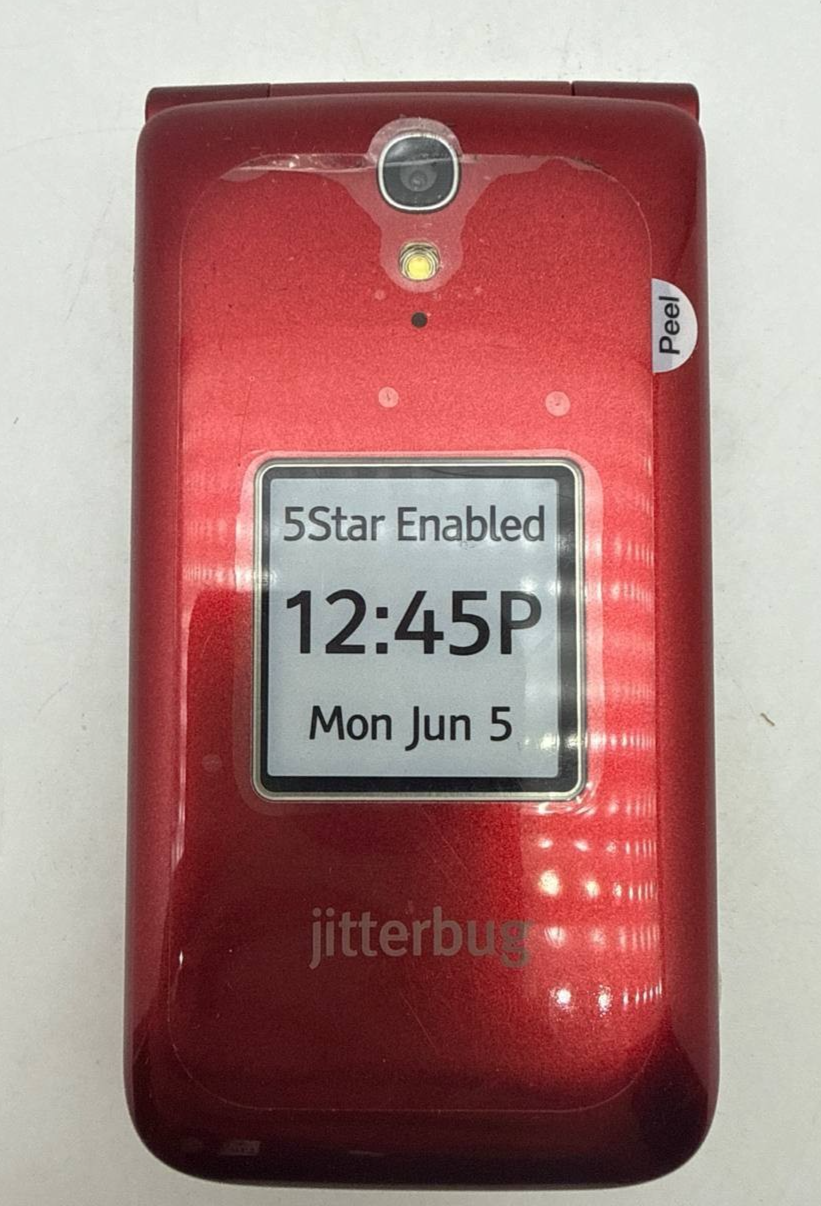 Peel
5Star Enabled
12:45P
Mon Jun 5
jitterbug